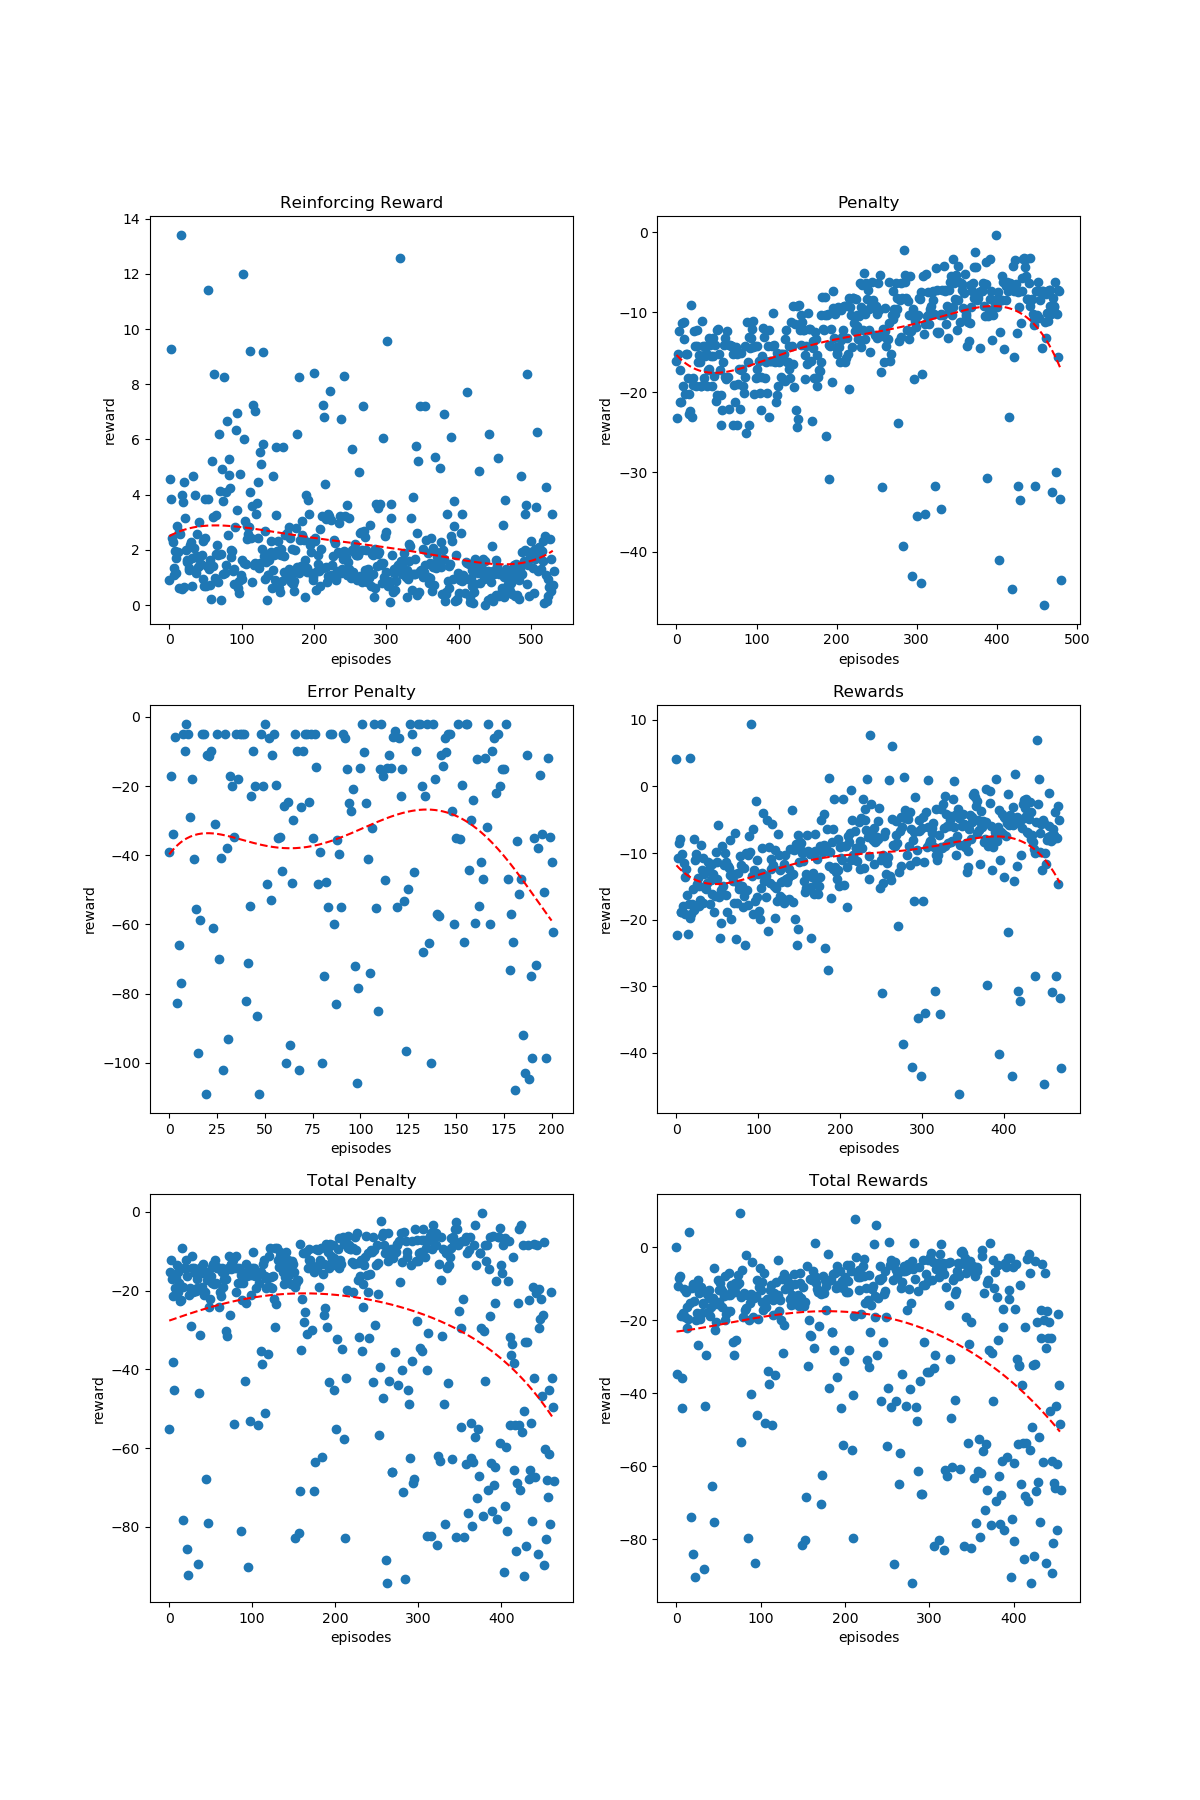 Reinforcing Reward
Penalty
14
12
10
8
6
4
2
0
reward
0 100 200 300 400 500
episodes
0
−10
−20
−30
−40
reward
0 100 200 300 400 500
episodes
Error Penalty
Rewards
0
−20
−40
−60
−80
−100
reward
0 25 50 75 100 125 150 175 200
episodes
10
0
−10
−20
−30
−40
reward
0 100 200 300 400
episodes
Total Penalty
Total Rewards
0
−20
−40
−60
−80
reward
0 100 200 300 400
episodes
0
−20
−40
−60
−80
reward
0 100 200 300 400
episodes